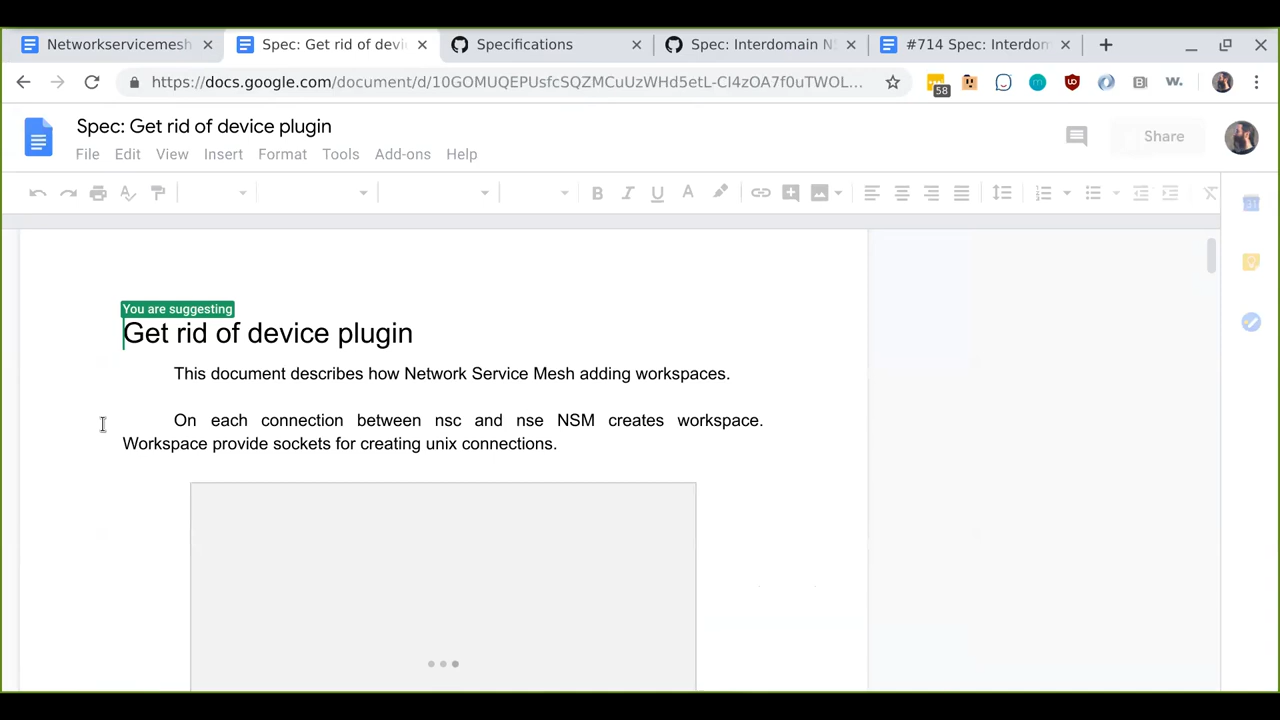 Networkservicemesh
Spec: Get rid of devi
Specifications
Spec: Interdomain NS
#714 Spec: Interdom
https://docs.google.com/document/d/10GOMUQEPUsfcSQZMCuUzWHd5etL-CI4zOA7f0uTWOL...
58
Spec: Get rid of device plugin
File Edit View Insert Format Tools Add-ons Help
Share
You are suggesting
Get rid of device plugin
This document describes how Network Service Mesh adding workspaces.
On each connection between nsc and nse NSM creates workspace.
Workspace provide sockets for creating unix connections.